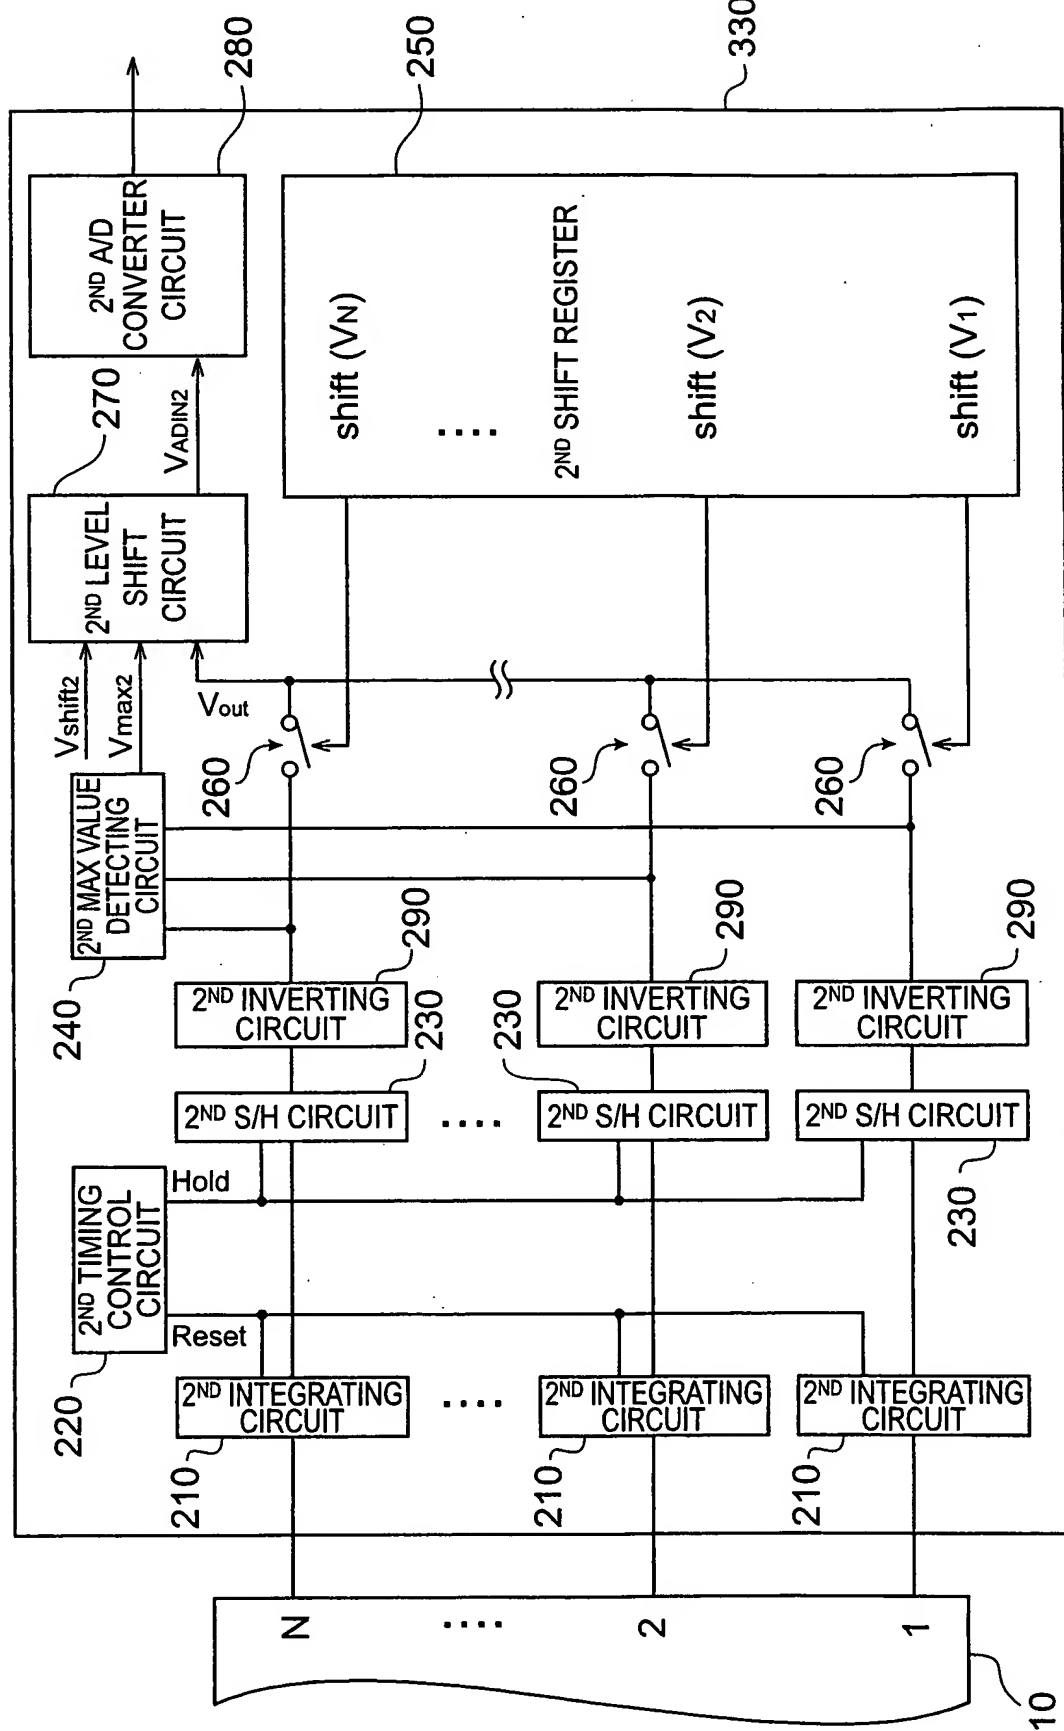 330
280
2ND A/D
CONVERTER
CIRCUIT
250
2ND SHIFT REGISTER
shift (VN)
....
shift (V2)
shift (V1)
270
VADIN2
2ND LEVEL
SHIFT
CIRCUIT
Vshift2
Vmax2
Vout
260
260
260
2ND MAX VALUE
DETECTING
CIRCUIT
240
290
290
290
2ND INVERTING
CIRCUIT
2ND INVERTING
CIRCUIT
2ND INVERTING
CIRCUIT
230
230
230
2ND S/H CIRCUIT
....
2ND S/H CIRCUIT
2ND S/H CIRCUIT
2ND TIMING
CONTROL
CIRCUIT
Hold
Reset
220
2ND INTEGRATING
CIRCUIT
....
2ND INTEGRATING
CIRCUIT
2ND INTEGRATING
CIRCUIT
210
210
210
N
....
2
1
10